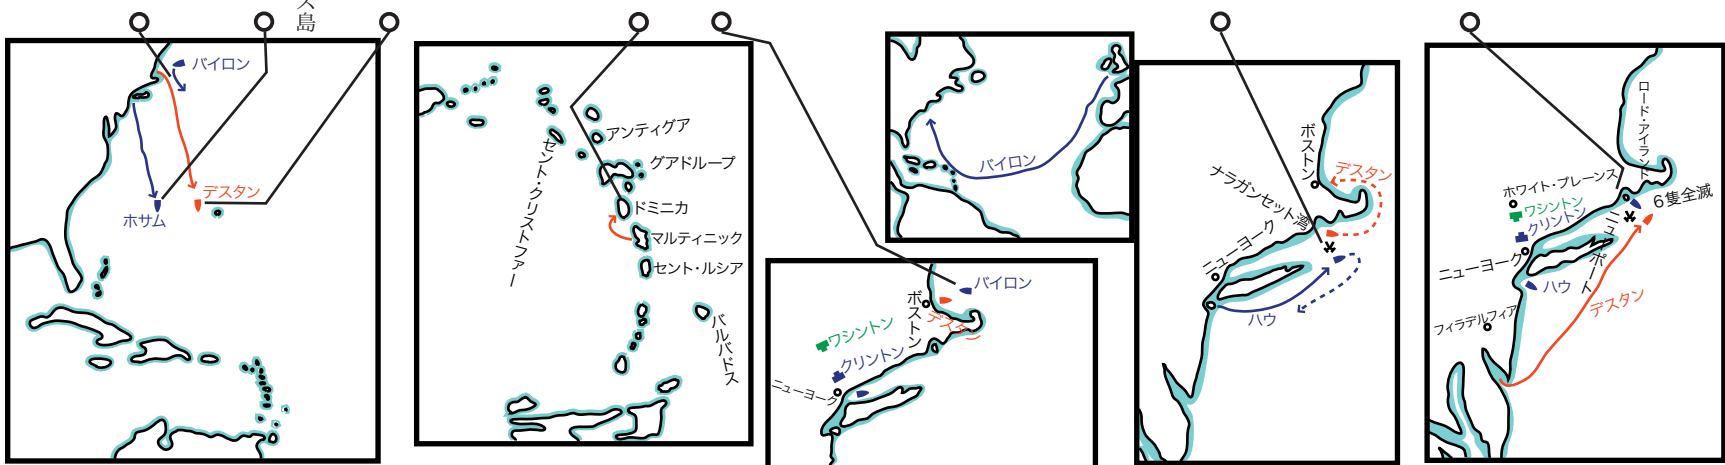 ス島
バイロン
デスタン
ホサム
アンティグア
グアドループ
セント・クリストファー
ドミニカ
マルティニック
セント・ルシア
バルバドス
バイロン
バイロン
ボストン
デスタン
ワシントン
クリントン
ニューヨーク
ボストン
デスタン
ナラガンセット湾
ニューヨーク
ハウ
ロード・アイランド
ホワイト・プレーンス
6隻全滅
ワシントン
クリントン
ニューポート
ニューヨーク
ハウ
デスタン
フィラデルフィア